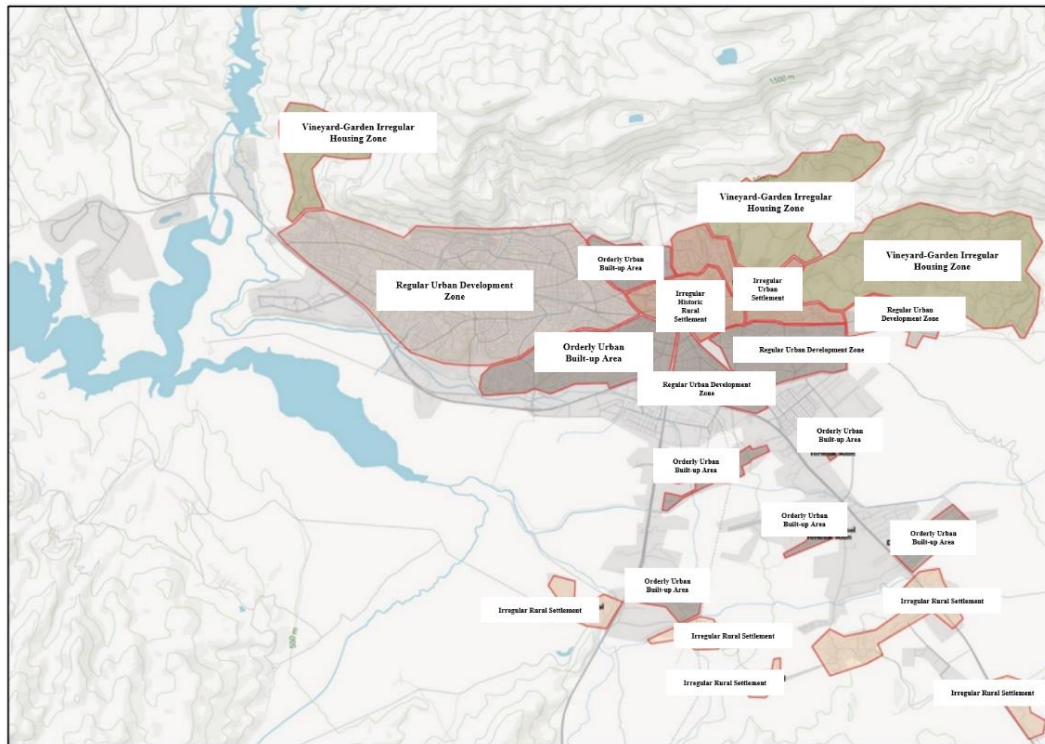 1500 m
Vineyard-Garden Irregular
Housing Zone
Vineyard-Garden Irregular
Housing Zone
Orderly Urban
Built-up Area
Vineyard-Garden Irregular
Housing Zone
Regular Urban Development
Zone
Irregular
Historic
Rural
Settlement
Irregular
Urban
Settlement
Regular Urban
Development Zone
Orderly Urban
Built-up Area
Regular Urban Development Zone
Regular Urban Development
Zone
Orderly Urban
Built-up Area
Orderly Urban
Built-up Area
Orderly Urban
Built-up Area
Orderly Urban
Built-up Area
Orderly Urban
Built-up Area
Irregular Rural Settlement
Irregular Rural Settlement
Irregular Rural Settlement
500 m
Irregular Rural Settlement
Irregular Rural Settlement